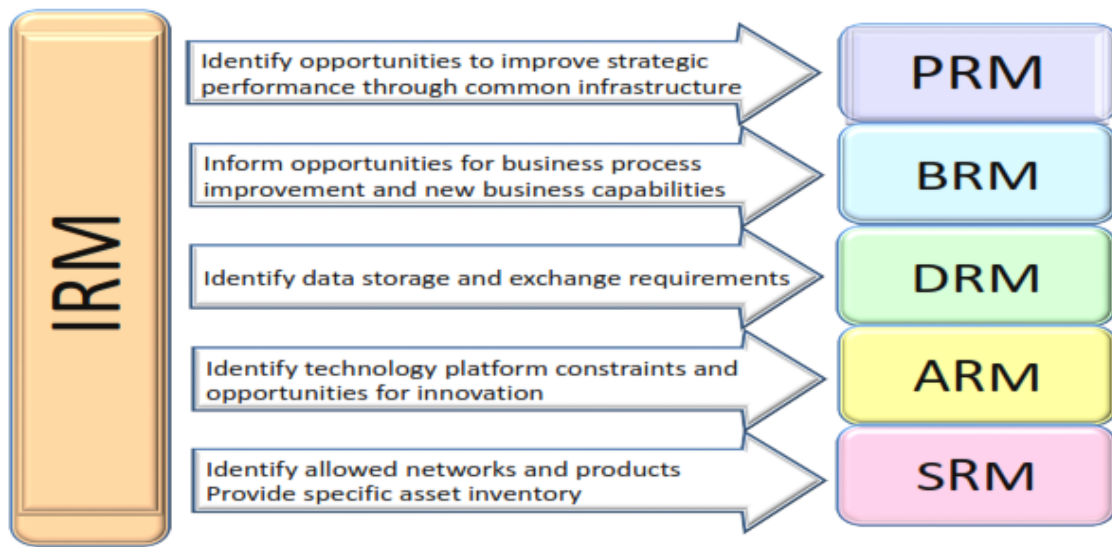 IRM
Identify opportunities to improve strategic
performance through common infrastructure
PRM
Inform opportunities for business process
improvement and new business capabilities
BRM
Identify data storage and exchange requirements
DRM
Identify technology platform constraints and
opportunities for innovation
ARM
Identify allowed networks and products
Provide specific asset inventory
SRM